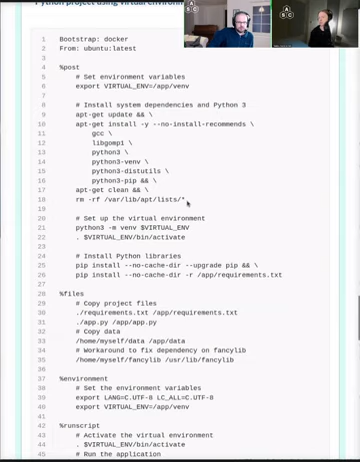 Python project using virtual
1 Bootstrap: docker
2 From: ubuntu:latest
3
4 %post
5 # Set environment variables
6 export VIRTUAL_ENV=/app/venv
7
8 # Install system dependencies and Python 3
9 apt-get update && \
10 apt-get install -y --no-install-recommends \
11 gcc \
12 libgomp1 \
13 python3 \
14 python3-venv \
15 python3-distutils \
16 python3-pip && \
17 apt-get clean && \
18 rm -rf /var/lib/apt/lists/*
19
20 # Set up the virtual environment
21 python3 -m venv $VIRTUAL_ENV
22 . $VIRTUAL_ENV/bin/activate
23
24 # Install Python libraries
25 pip install --no-cache-dir --upgrade pip && \
26 pip install --no-cache-dir -r /app/requirements.txt
27
28 %files
29 # Copy project files
30 ./requirements.txt /app/requirements.txt
31 ./app.py /app/app.py
32 # Copy data
33 /home/myself/data /app/data
34 # Workaround to fix dependency on fancylib
35 /home/myself/fancylib /usr/lib/fancylib
36
37 %environment
38 # Set the environment variables
39 export LANG=C.UTF-8 LC_ALL=C.UTF-8
40 export VIRTUAL_ENV=/app/venv
41
42 %runscript
43 # Activate the virtual environment
44 . $VIRTUAL_ENV/bin/activate
45 # Run the application